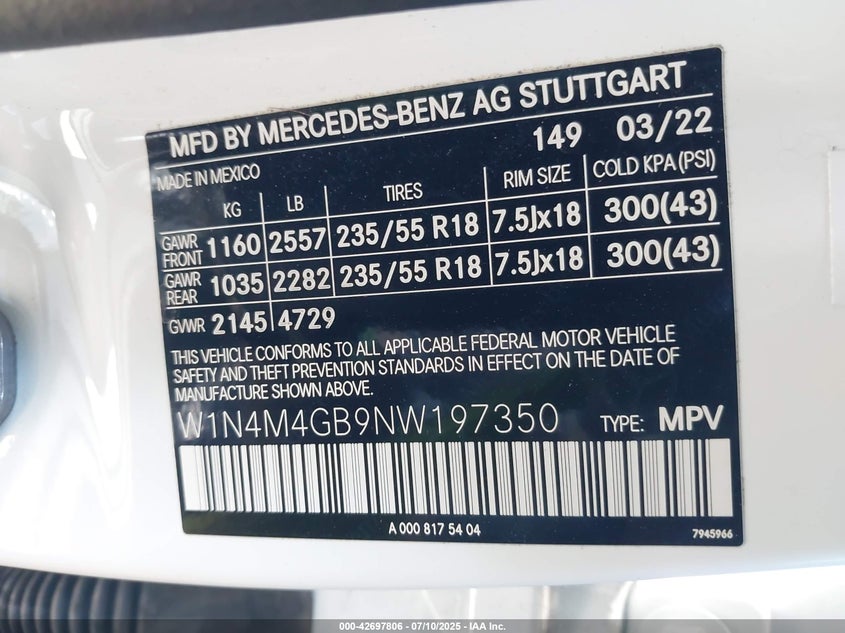 MFD BY MERCEDES-BENZ AG STUTTGART
149 03/22
MADE IN MEXICO
KG LB TIRES RIM SIZE COLD KPA (PSI)
GAWR FRONT 1160 2557 235/55 R18 7.5Jx18 300(43)
GAWR REAR 1035 2282 235/55 R18 7.5Jx18 300(43)
GVWR 2145 4729
THIS VEHICLE CONFORMS TO ALL APPLICABLE FEDERAL MOTOR VEHICLE
SAFETY AND THEFT PREVENTION STANDARDS IN EFFECT ON THE DATE OF
MANUFACTURE SHOWN ABOVE.
W1N4M4GB9NW197350 TYPE: MPV
A 000 817 54 04 7945966
000-42697806 - 07/10/2025 - IAA Inc.